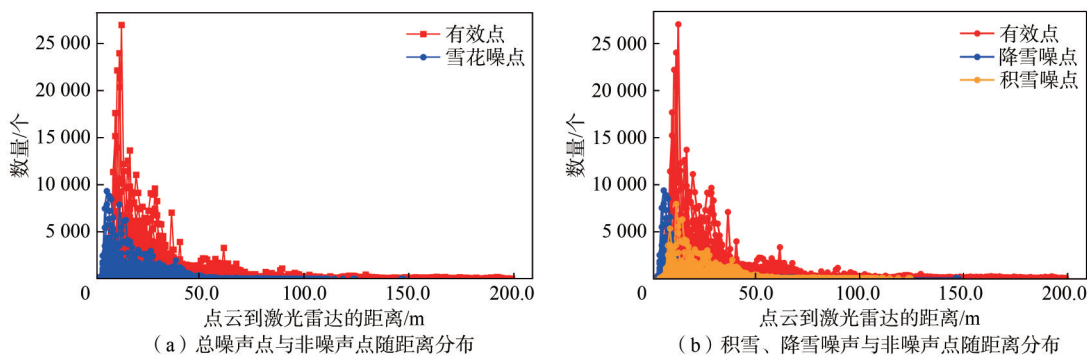 25 000
20 000
15 000
10 000
5 000
0
50.0
100.0
150.0
200.0
数量/个
点云到激光雷达的距离/m
有效点
雪花噪点
(a)总噪声点与非噪声点随距离分布
25 000
20 000
15 000
10 000
5 000
0
50.0
100.0
150.0
200.0
数量/个
点云到激光雷达的距离/m
有效点
降雪噪点
积雪噪点
(b)积雪、降雪噪声与非噪声点随距离分布